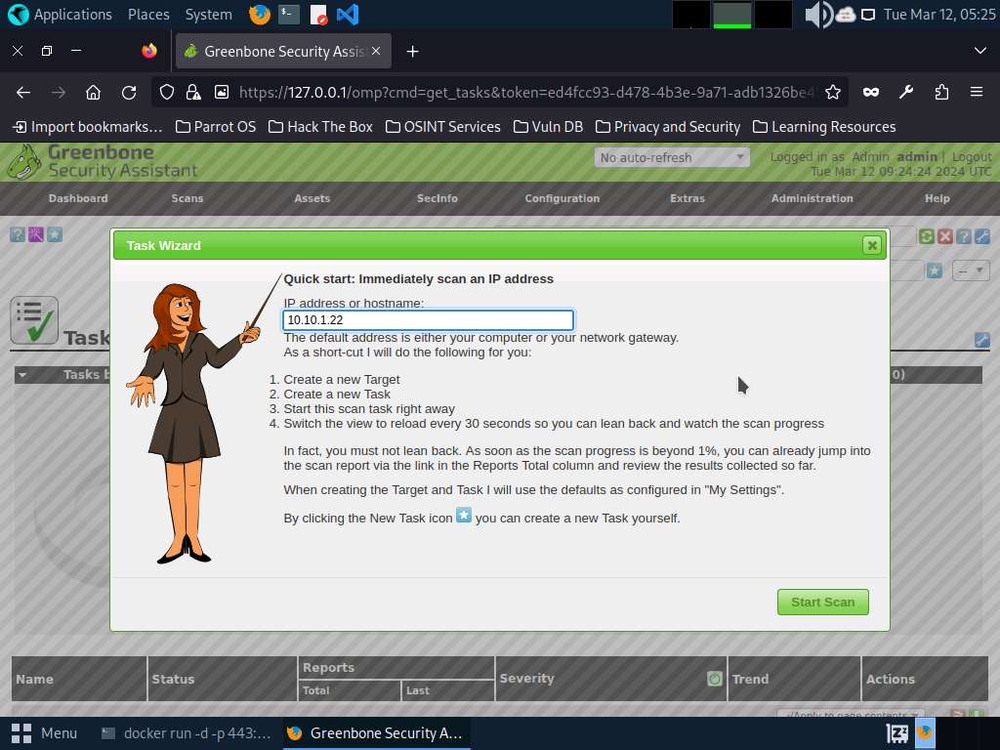 Applications Places System Tue Mar 12, 05:25
Greenbone Security Assis
https://127.0.0.1/omp?cmd=get_tasks&token=ed4fcc93-d478-4b3e-9a71-adb1326be4
Import bookmarks... Parrot OS Hack The Box OSINT Services Vuln DB Privacy and Security Learning Resources
Greenbone
Security Assistant
No auto-refresh
Logged in as Admin admin | Logout
Tue Mar 12 09:24:24 2024 UTC
Dashboard Scans Assets SecInfo Configuration Extras Administration Help
Task Wizard
Quick start: Immediately scan an IP address
IP address or hostname:
10.10.1.22
The default address is either your computer or your network gateway.
As a short-cut I will do the following for you:
1. Create a new Target
2. Create a new Task
3. Start this scan task right away
4. Switch the view to reload every 30 seconds so you can lean back and watch the scan progress
In fact, you must not lean back. As soon as the scan progress is beyond 1%, you can already jump into
the scan report via the link in the Reports Total column and review the results collected so far.
When creating the Target and Task I will use the defaults as configured in "My Settings".
By clicking the New Task icon you can create a new Task yourself.
Start Scan
--
Task
Tasks b 0)
Name Status Reports Severity Trend Actions
Total Last
√Apply to page contents
Menu docker run -d -p 443:... Greenbone Security A...